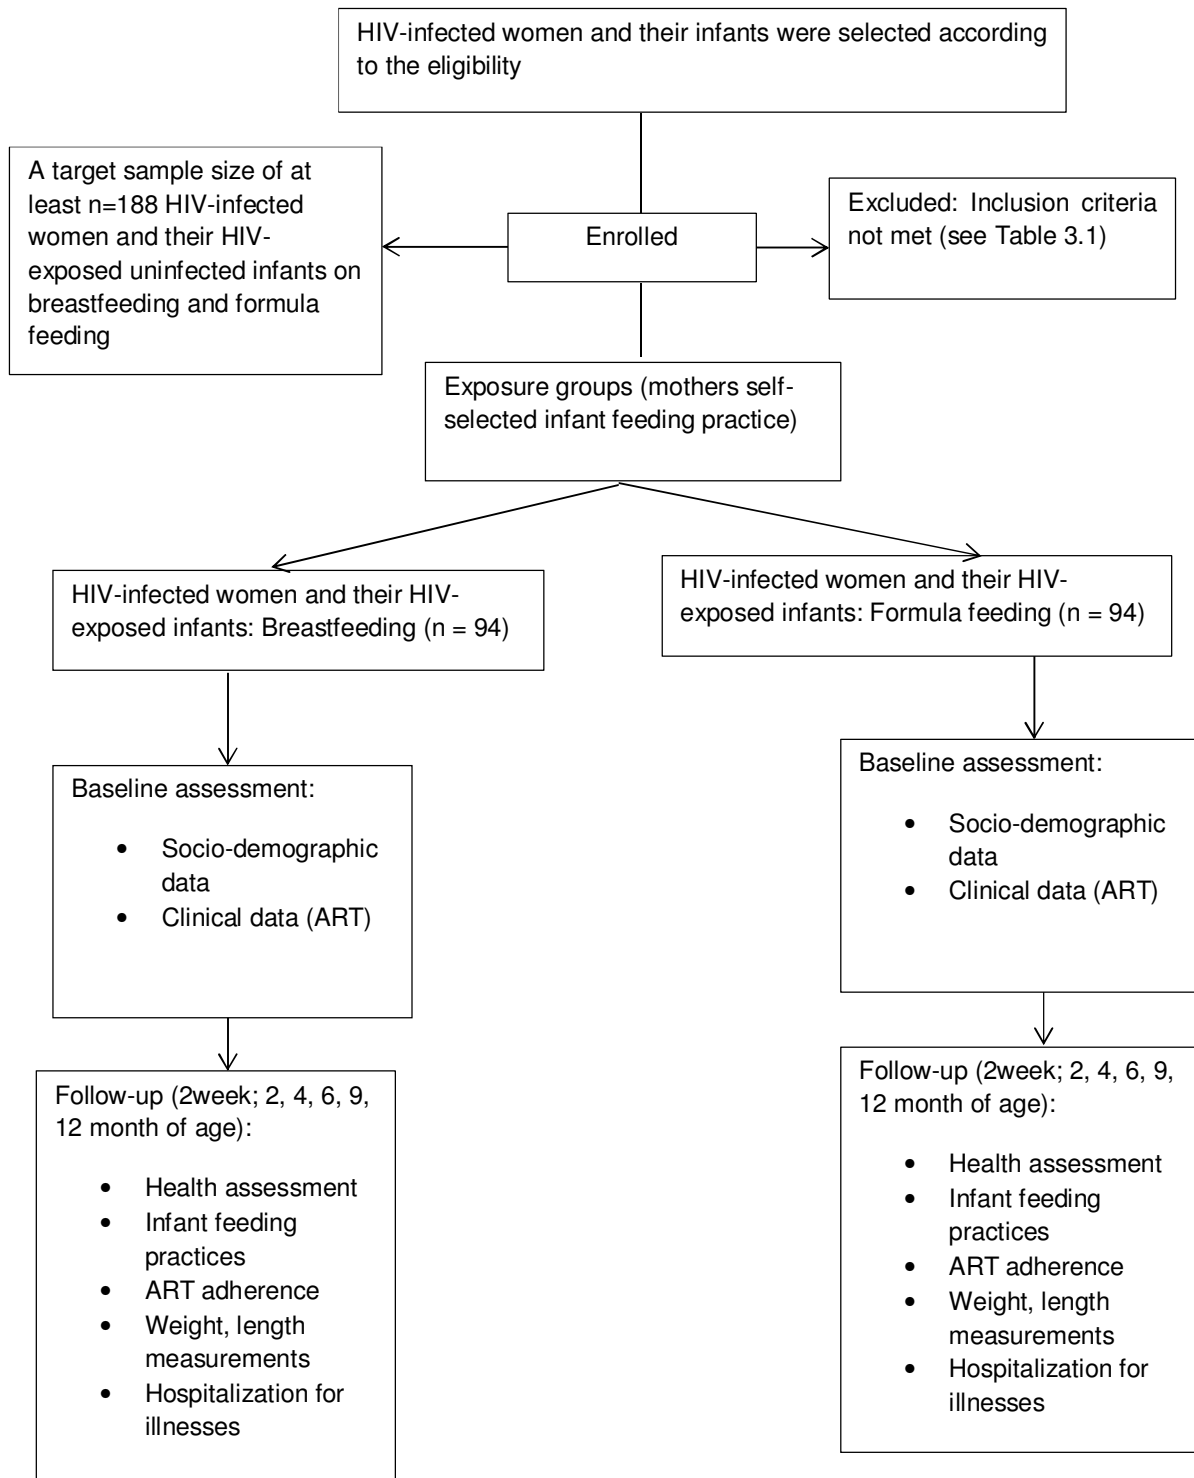 HIV-infected women and their infants were selected according
to the eligibility
A target sample size of at
least n=188 HIV-infected
women and their HIV-
exposed uninfected infants on
breastfeeding and formula
feeding
Enrolled
Excluded: Inclusion criteria
not met (see Table 3.1)
Exposure groups (mothers self-
selected infant feeding practice)
HIV-infected women and their HIV-
exposed infants: Breastfeeding (n = 94)
HIV-infected women and their HIV-
exposed infants: Formula feeding (n = 94)
Baseline assessment:
• Socio-demographic
data
• Clinical data (ART)
Baseline assessment:
• Socio-demographic
data
• Clinical data (ART)
Follow-up (2week; 2, 4, 6, 9,
12 month of age):
• Health assessment
• Infant feeding
practices
• ART adherence
• Weight, length
measurements
• Hospitalization for
illnesses
Follow-up (2week; 2, 4, 6, 9,
12 month of age):
• Health assessment
• Infant feeding
practices
• ART adherence
• Weight, length
measurements
• Hospitalization for
illnesses